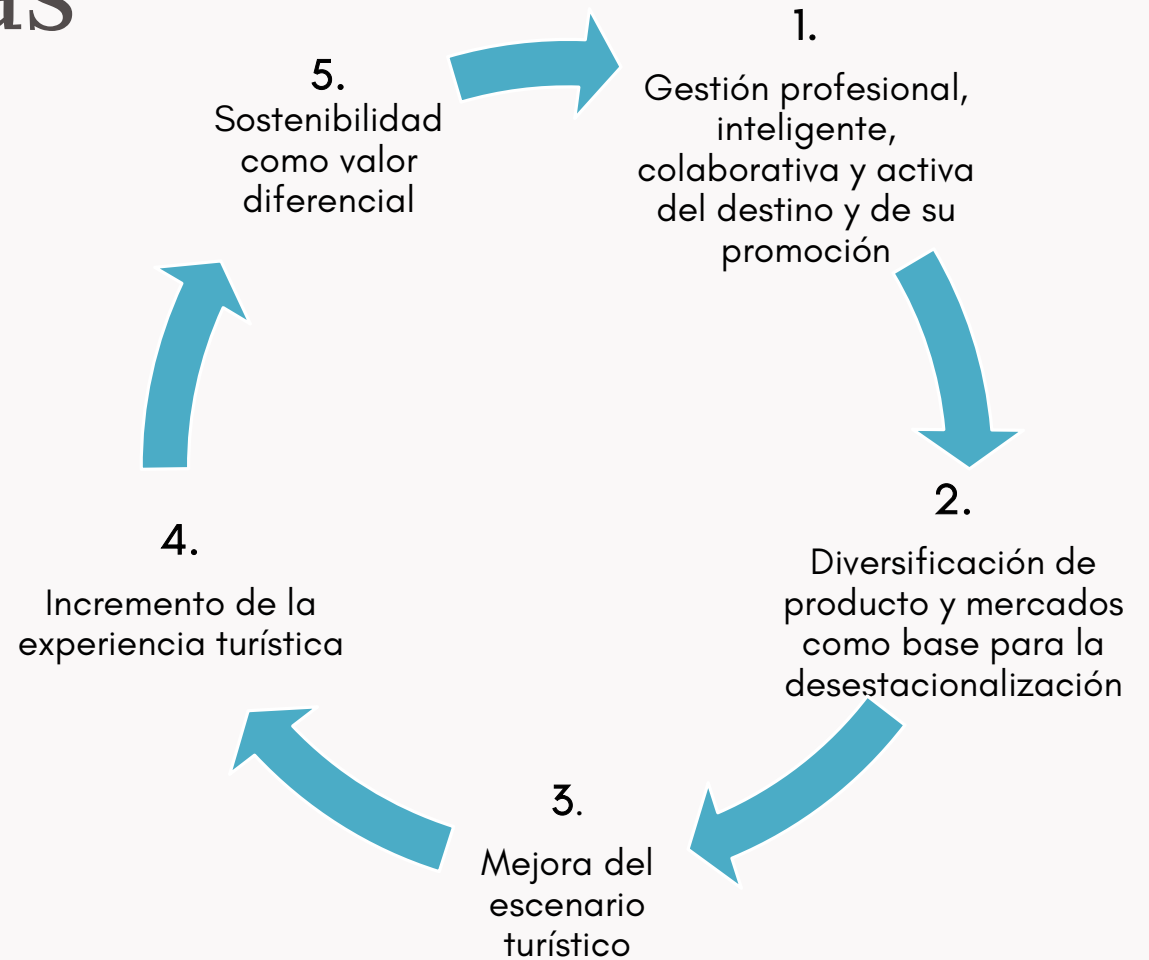 1.
Gestión profesional,
inteligente,
colaborativa y activa
del destino y de su
promoción
2.
Diversificación de
producto y mercados
como base para la
desestacionalización
3.
Mejora del
escenario
turístico
4.
Incremento de la
experiencia turística
5.
Sostenibilidad
como valor
diferencial